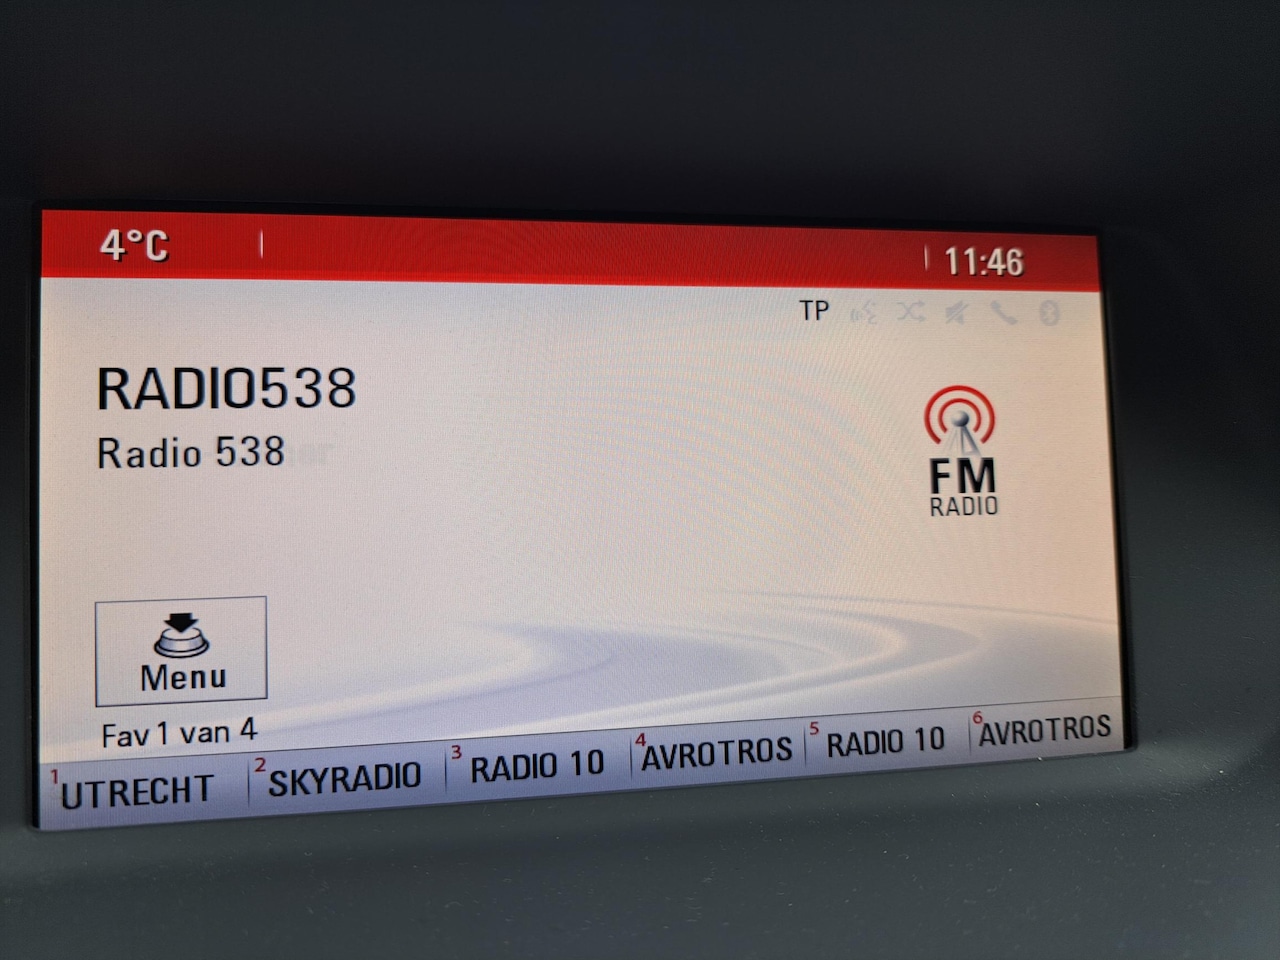 4°C 11:46
TP
RADIO538
Radio 538
FM
RADIO
Menu
Fav 1 van 4
1 UTRECHT 2 SKYRADIO 3 RADIO 10 4 AVROTROS 5 RADIO 10 6 AVROTROS